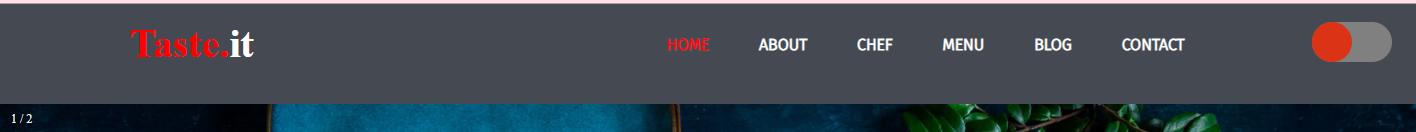 Taste.it HOME ABOUT CHEF MENU BLOG CONTACT
1 / 2